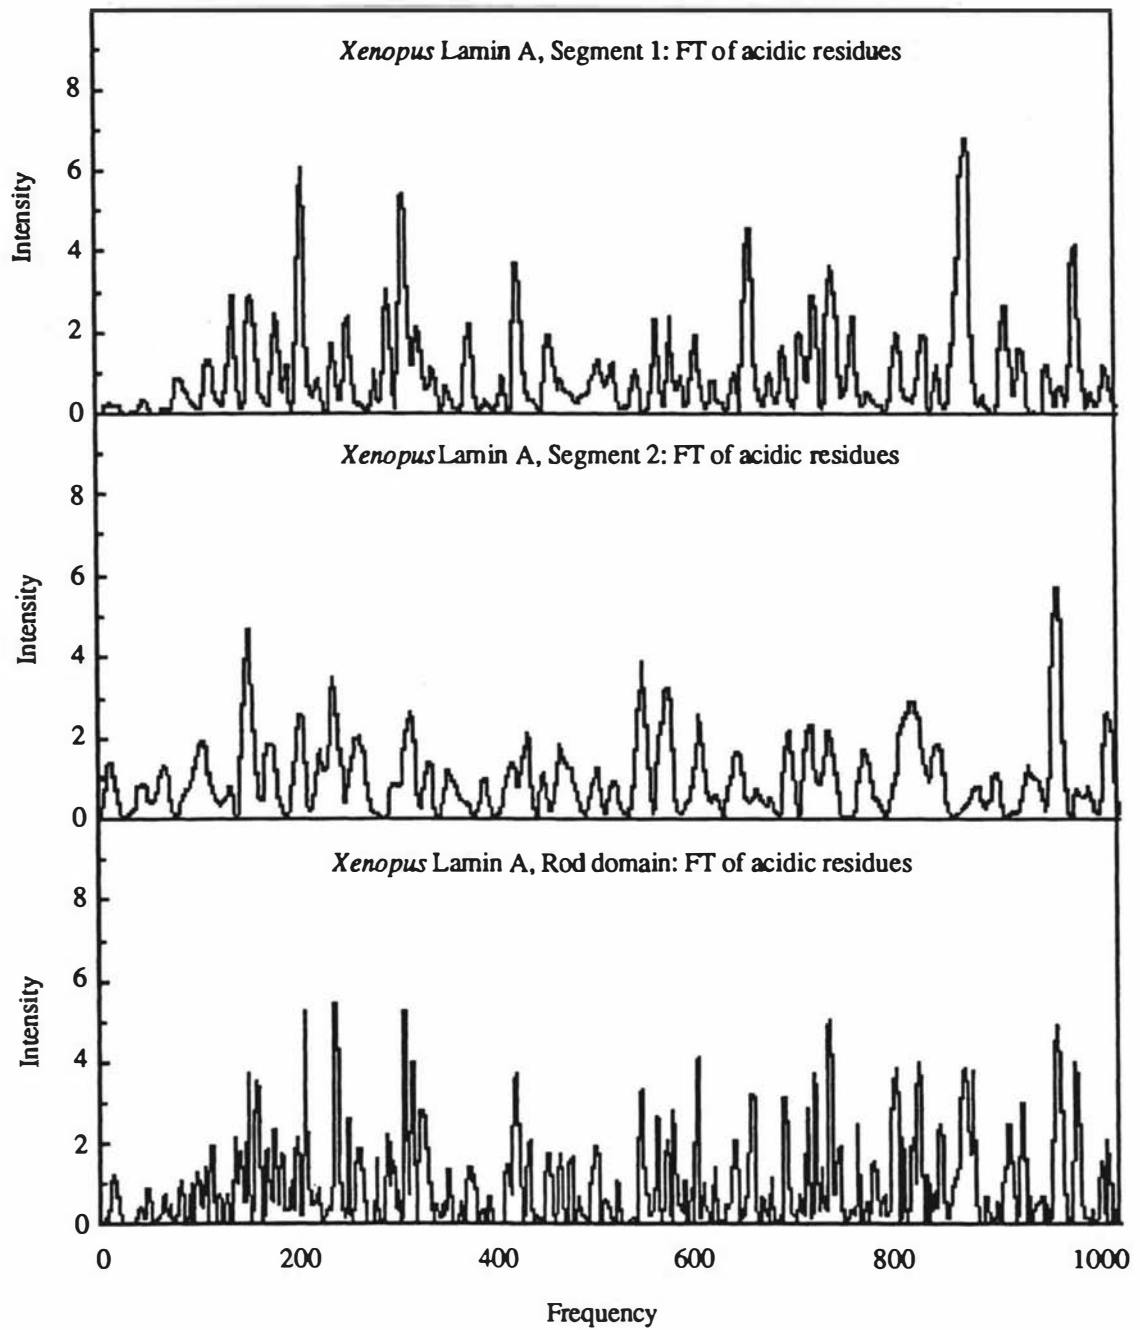 Xenopus Lamin A, Segment 1: FT of acidic residues
8
6
4
2
0
Intensity
Xenopus Lamin A, Segment 2: FT of acidic residues
8
6
4
2
0
Intensity
Xenopus Lamin A, Rod domain: FT of acidic residues
8
6
4
2
0
Intensity
0 200 400 600 800 1000
Frequency